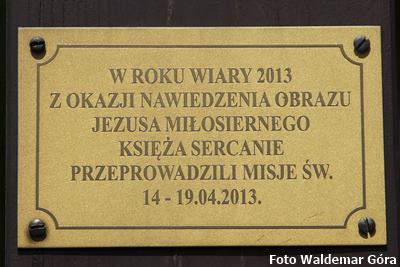 W ROKU WIARY 2013
Z OKAZJI NAWIEDZENIA OBRAZU
JEZUSA MIŁOSIERNEGO
KSIĘŻA SERCANIE
PRZEPROWADZILI MISJE ŚW.
14 - 19.04.2013.
Foto Waldemar Góra